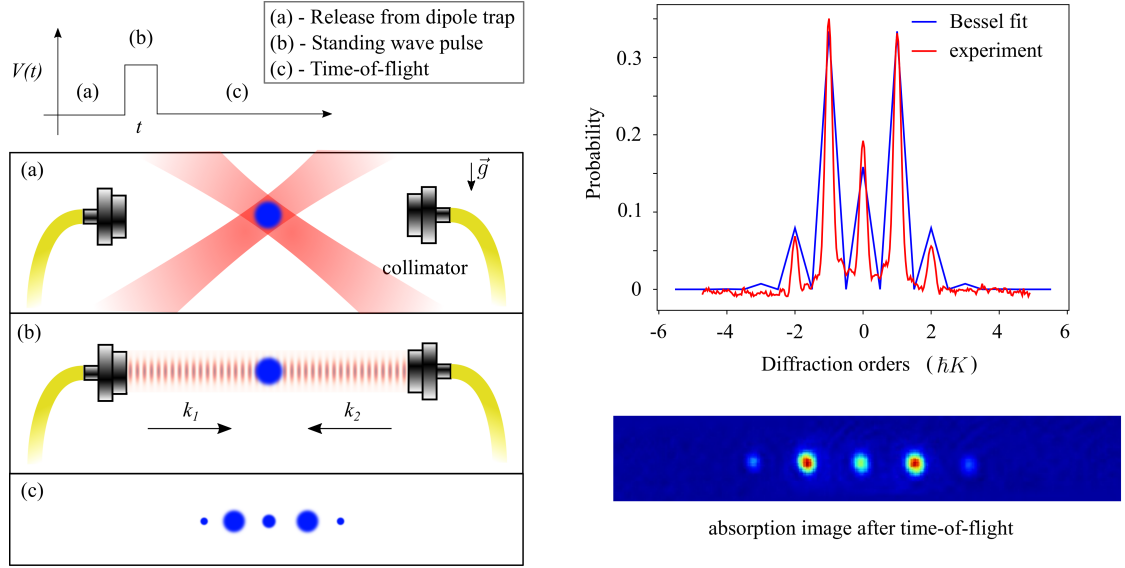 (a) - Release from dipole trap
(b) - Standing wave pulse
(c) - Time-of-flight
V(t)
(a)
(b)
(c)
t
(a)
g⃗
collimator
(b)
k₁
k₂
(c)
Bessel fit
experiment
Probability
0.3
0.2
0.1
0
-6 -4 -2 0 2 4 6
Diffraction orders (ħK)
absorption image after time-of-flight